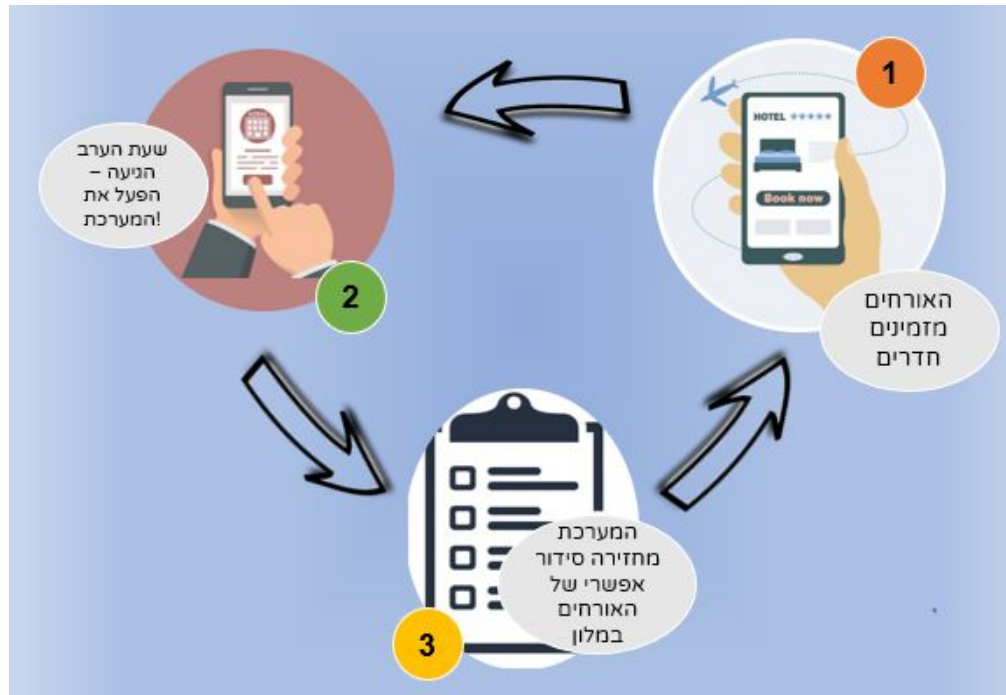 1
HOTEL *****
Book now
האורחים
מזמינים
חדרים
שעת הערב
הגיעה –
הפעל את
המערכת!
2
המערכת
מחזירה סידור
אפשרי של
האורחים
במלון
3